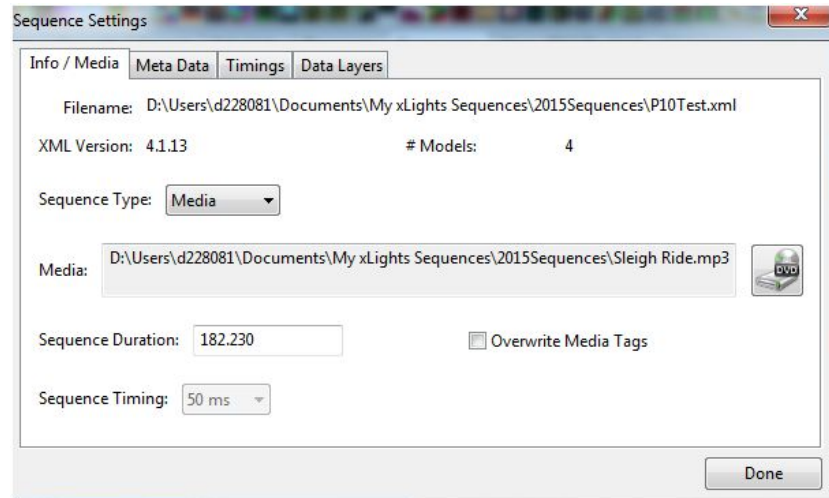 Sequence Settings
x
Info / Media Meta Data Timings Data Layers
Filename: D:\Users\d228081\Documents\My xLights Sequences\2015Sequences\P10Test.xml
XML Version: 4.1.13 # Models: 4
Sequence Type: Media
Media: D:\Users\d228081\Documents\My xLights Sequences\2015Sequences\Sleigh Ride.mp3
DVD
Sequence Duration: 182.230 Overwrite Media Tags
Sequence Timing: 50 ms
Done